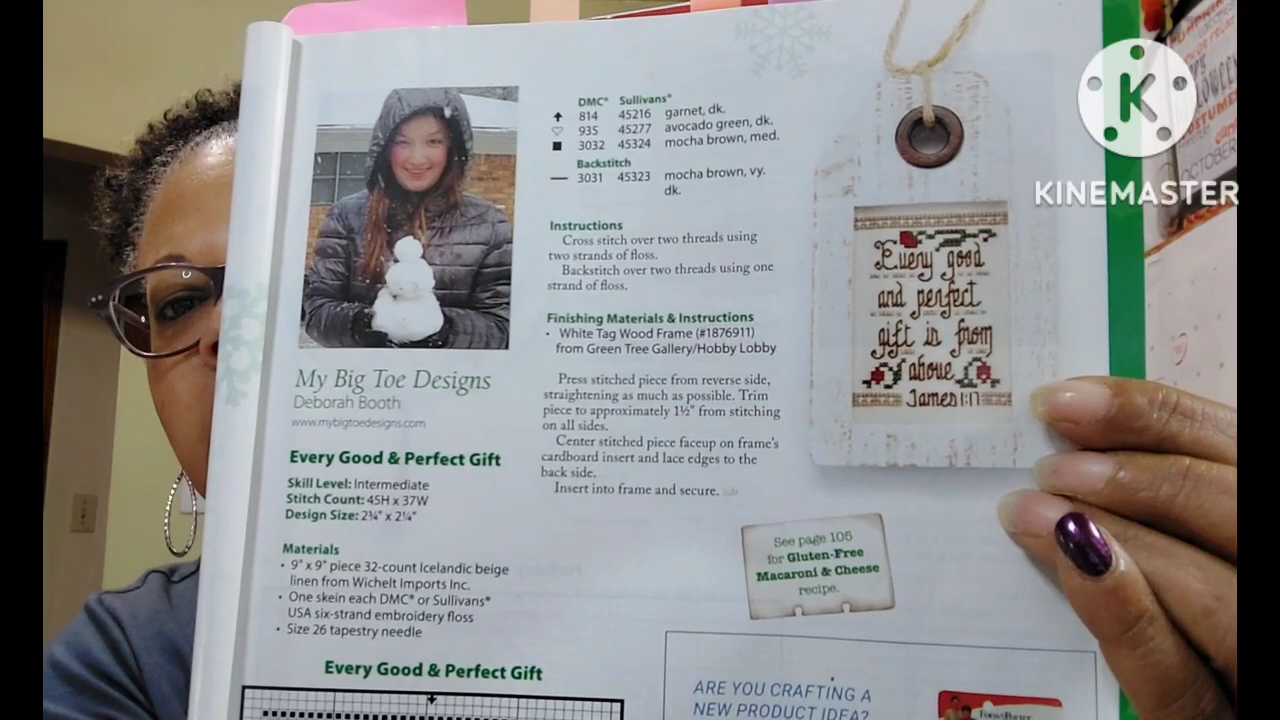 My Big Toe Designs
Deborah Booth
www.mybigtoedesigns.com
Every Good & Perfect Gift
Skill Level: Intermediate
Stitch Count: 45H x 37W
Design Size: 2¾" x 2¼"
Materials
• 9" x 9" piece 32-count Icelandic beige
linen from Wichelt Imports Inc.
• One skein each DMC® or Sullivans®
USA six-strand embroidery floss
• Size 26 tapestry needle
Every Good & Perfect Gift
DMC® Sullivans®
814 45216 garnet, dk.
935 45277 avocado green, dk.
3032 45324 mocha brown, med.
Backstitch
3031 45323 mocha brown, vy.
dk.
Instructions
Cross stitch over two threads using
two strands of floss.
Backstitch over two threads using one
strand of floss.
Finishing Materials & Instructions
• White Tag Wood Frame (#1876911)
from Green Tree Gallery/Hobby Lobby
Press stitched piece from reverse side,
straightening as much as possible. Trim
piece to approximately 1½" from stitching
on all sides.
Center stitched piece faceup on frame's
cardboard insert and lace edges to the
back side.
Insert into frame and secure.
Every good
and perfect
gift is from
above
James 1:17
See page 105
for Gluten-Free
Macaroni & Cheese
recipe.
ARE YOU CRAFTING A
NEW PRODUCT IDEA?
K
KINEMASTER
OCTOBER